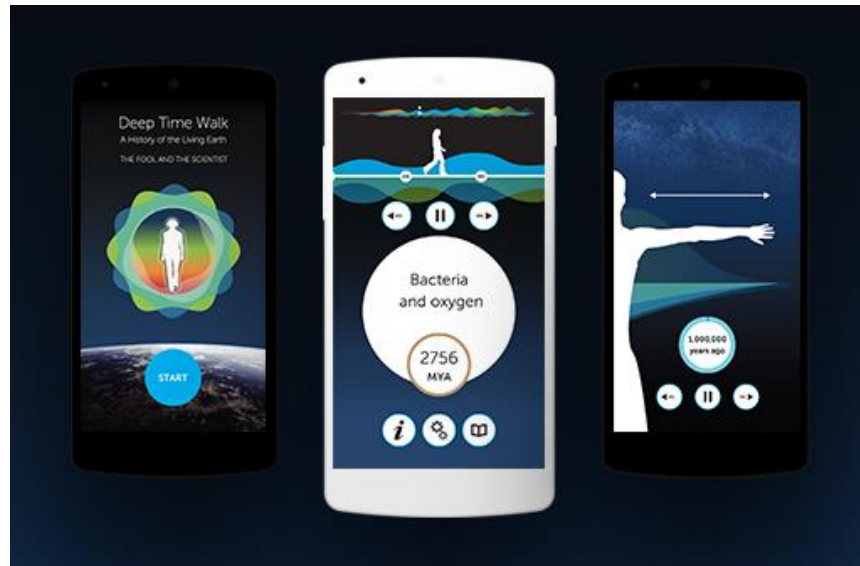 Deep Time Walk
A History of the Living Earth
THE FOOL AND THE SCIENTIST
START
Bacteria
and oxygen
2756
MYA
i
1,000,000
years ago